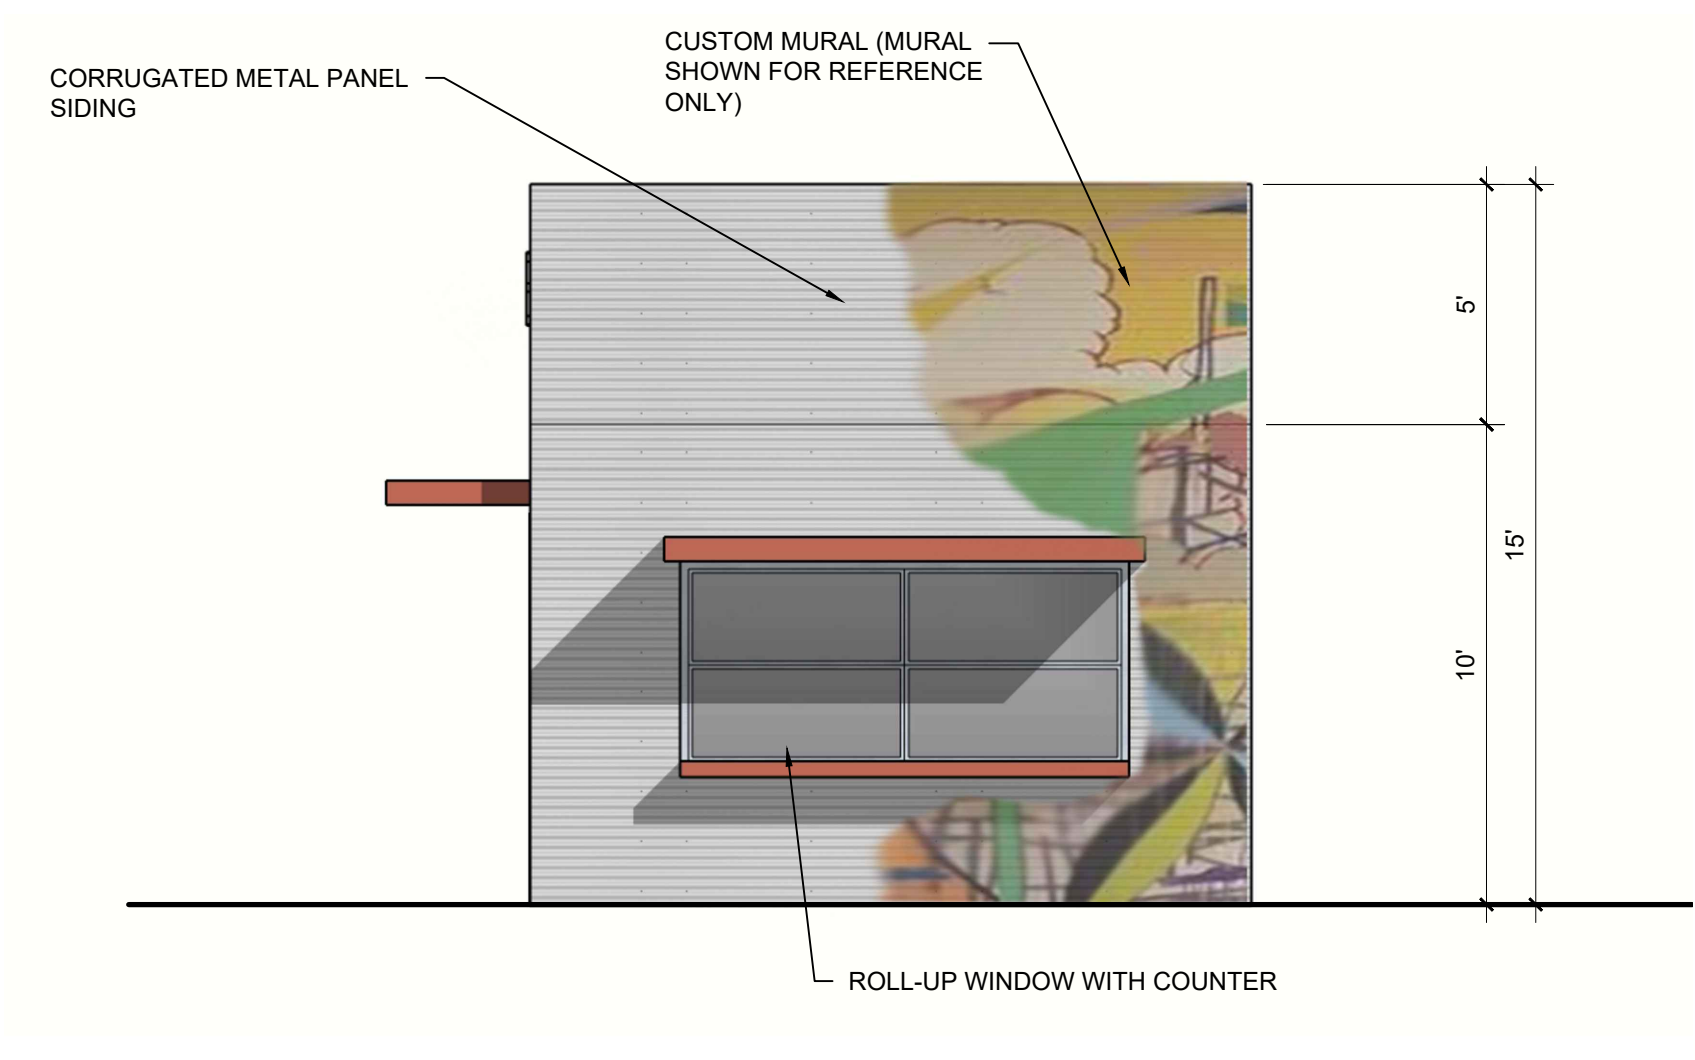 CUSTOM MURAL (MURAL
SHOWN FOR REFERENCE
ONLY)
CORRUGATED METAL PANEL
SIDING
5'
15'
10'
ROLL-UP WINDOW WITH COUNTER